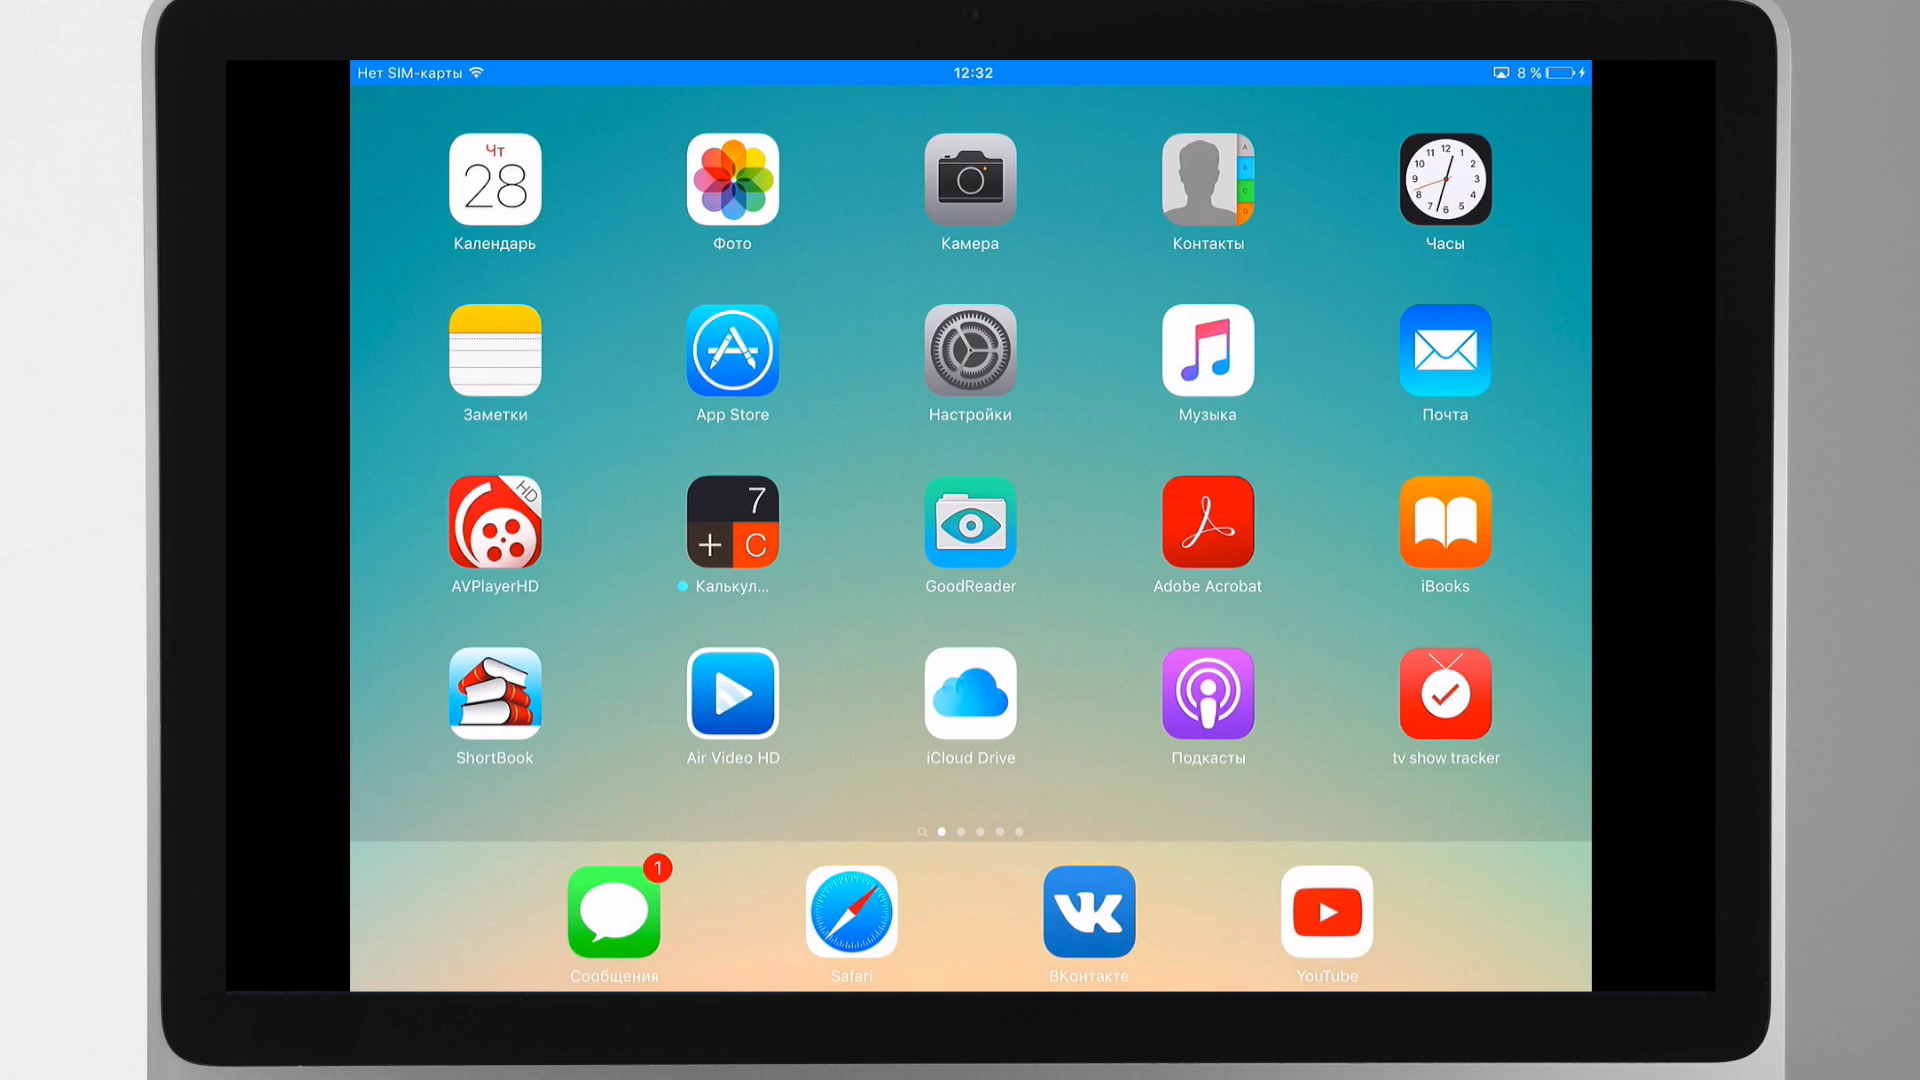 Нет SIM-карты 12:32 8 %
Чт
28
Календарь Фото Камера Контакты Часы
Заметки App Store Настройки Музыка Почта
HD 7
+ C
AVPlayerHD Калькул... GoodReader Adobe Acrobat iBooks
ShortBook Air Video HD iCloud Drive Подкасты tv show tracker
1
Сообщения Safari ВКонтакте YouTube